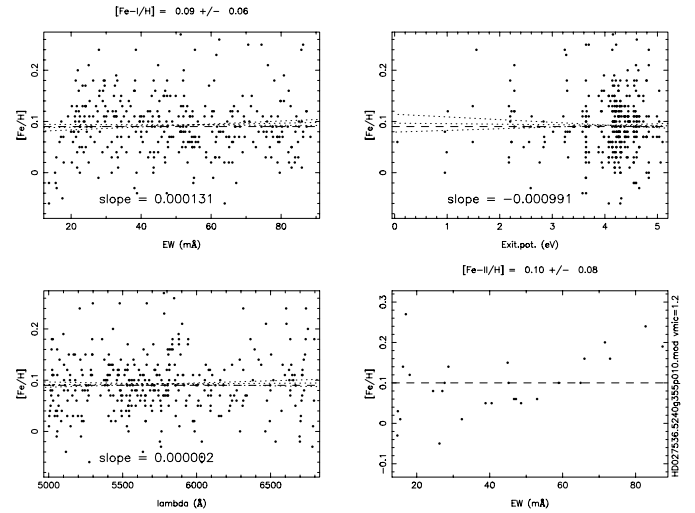 [Fe-I/H] = 0.09 +/- 0.06
[Fe/H]
0.2
0.1
0
slope = 0.000131
20 40 60 80
EW (mÅ)
[Fe/H]
0.2
0.1
0
slope = -0.000991
0 1 2 3 4 5
Exit.pot. (eV)
[Fe/H]
0.2
0.1
0
slope = 0.000002
5000 5500 6000 6500
lambda (Å)
[Fe-II/H] = 0.10 +/- 0.08
[Fe/H]
0.3
0.2
0.1
0
-0.1
20 40 60 80
EW (mÅ)
HD027536.5240g355p010.mod vmic=1.2